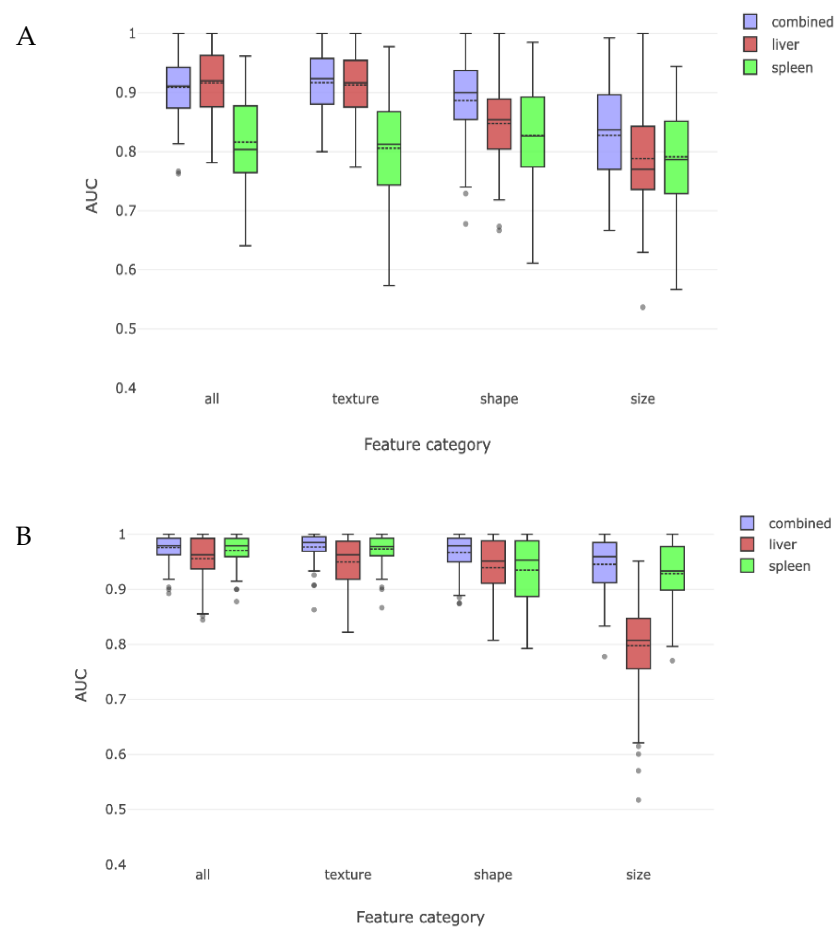 A
combined
liver
spleen
1
0.9
0.8
0.7
0.6
0.5
0.4
AUC
all texture shape size
Feature category
B
combined
liver
spleen
1
0.9
0.8
0.7
0.6
0.5
0.4
AUC
all texture shape size
Feature category